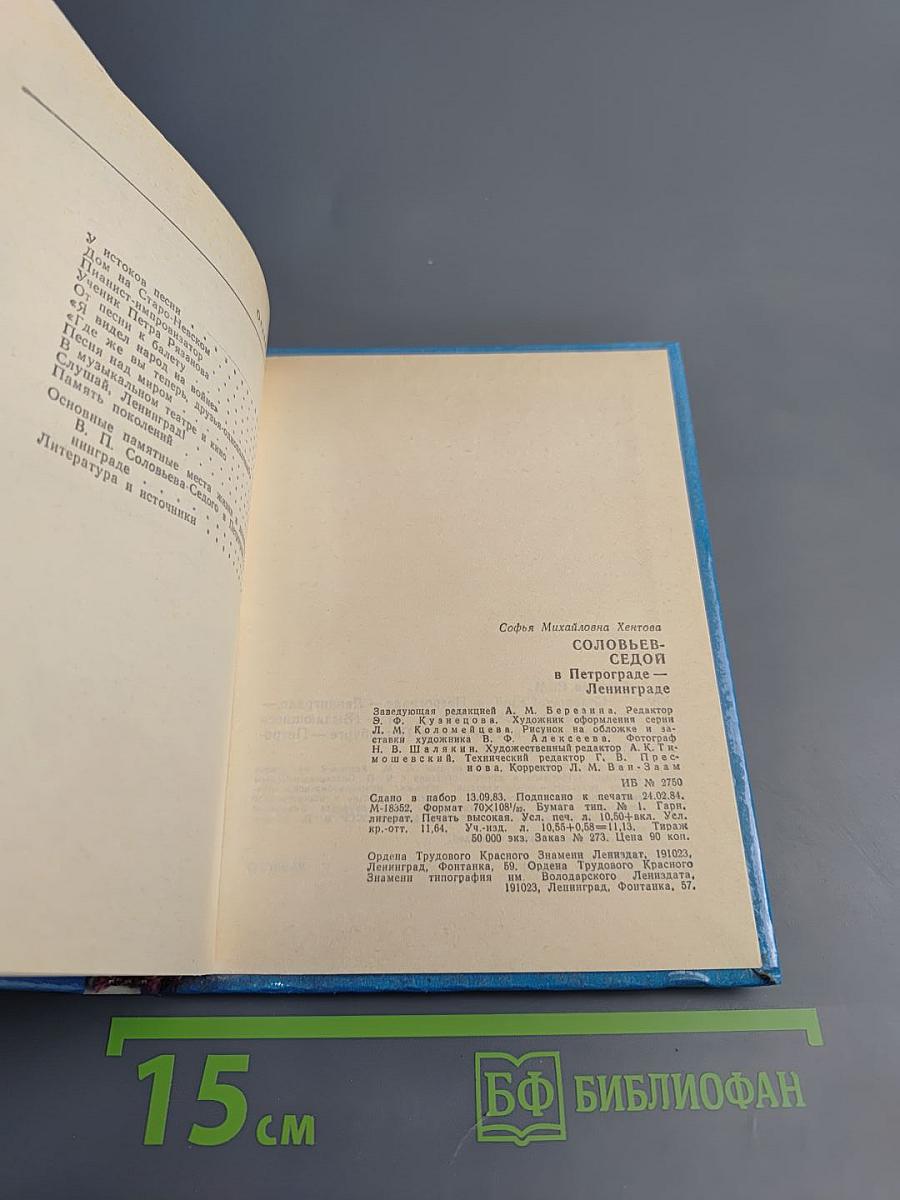 У истоков песни
Дом на Старо-Невском
Пианист-импровизатор
Ученик Петра Рязанова
От песни к балету
«Я видел народ на войне»
«Где же вы теперь, друзья-однополчане
Песня над миром
В музыкальном театре и кино
Слушай, Ленинград!
Память поколений
Основные памятные места жизни
В. П. Соловьева-Седого в
нинграде
Литература и источники
Софья Михайловна Хентова
СОЛОВЬЕВ-
СЕДОЙ
в Петрограде —
Ленинграде
Заведующая редакцией А. М. Березина. Редактор
Э. Ф. Кузнецова. Художник оформления серии
Л. М. Коломейцева. Рисунок на обложке и за-
ставки художника В. Ф. Алексеева. Фотограф
Н. В. Шалякин. Художественный редактор А. К. Ти-
мошевский. Технический редактор Г. В. Прес-
нова. Корректор Л. М. Ван-Заам
ИБ № 2750
Сдано в набор 13.09.83. Подписано к печати 24.02.84.
М-18352. Формат 70×108¹/₃₂. Бумага тип. № 1. Гарн.
литерат. Печать высокая. Усл. печ. л. 10,50+вкл. Усл.
кр.-отт. 11,64. Уч.-изд. л. 10,55+0,58=11,13. Тираж
50 000 экз. Заказ № 273. Цена 90 коп.
Ордена Трудового Красного Знамени Лениздат, 191023,
Ленинград, Фонтанка, 59. Ордена Трудового Красного
Знамени типография им. Володарского Лениздата,
191023, Ленинград, Фонтанка, 57.
15 см
БФ БИБЛИОФАН